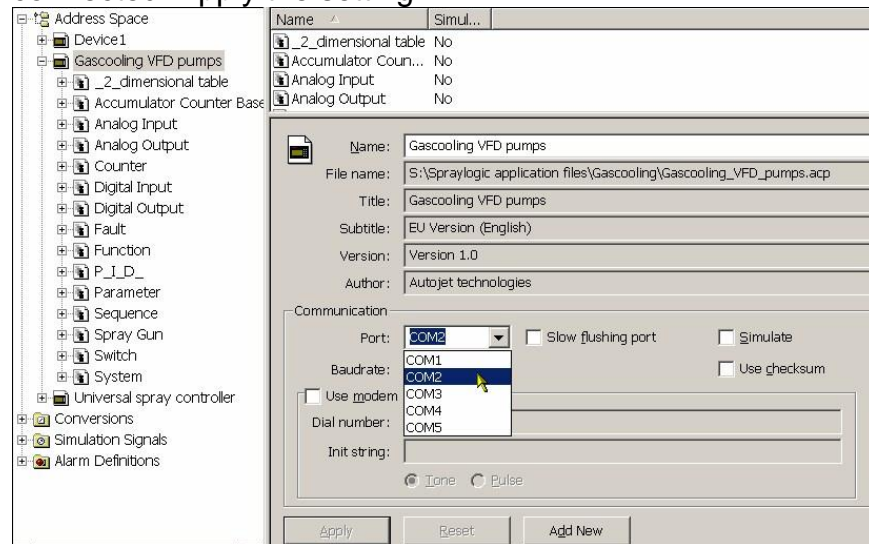 Address Space
Device1
Gascooling VFD pumps
_2_dimensional table
Accumulator Counter Base
Analog Input
Analog Output
Counter
Digital Input
Digital Output
Fault
Function
P_I_D_
Parameter
Sequence
Spray Gun
Switch
System
Universal spray controller
Conversions
Simulation Signals
Alarm Definitions
Name Simul...
_2_dimensional table No
Accumulator Coun... No
Analog Input No
Analog Output No
Name: Gascooling VFD pumps
File name: S:\Spraylogic application files\Gascooling\Gascooling_VFD_pumps.acp
Title: Gascooling VFD pumps
Subtitle: EU Version (English)
Version: Version 1.0
Author: Autojet technologies
Communication
Port: COM2 Slow flushing port Simulate
Baudrate: Use checksum
COM1
COM2
COM3
COM4
COM5
Use modem
Dial number:
Init string:
Tone Pulse
Apply Reset Add New